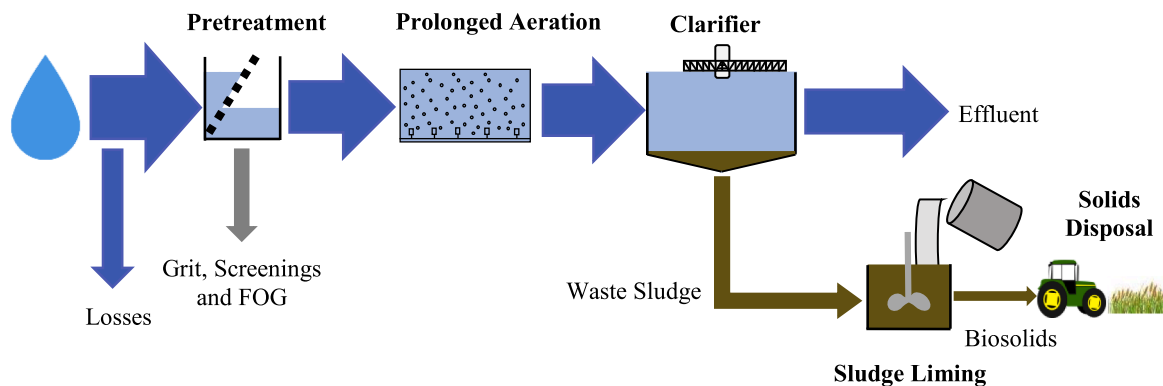 Pretreatment
Prolonged Aeration
Clarifier
Effluent
Grit, Screenings
and FOG
Losses
Waste Sludge
Solids
Disposal
Biosolids
Sludge Liming